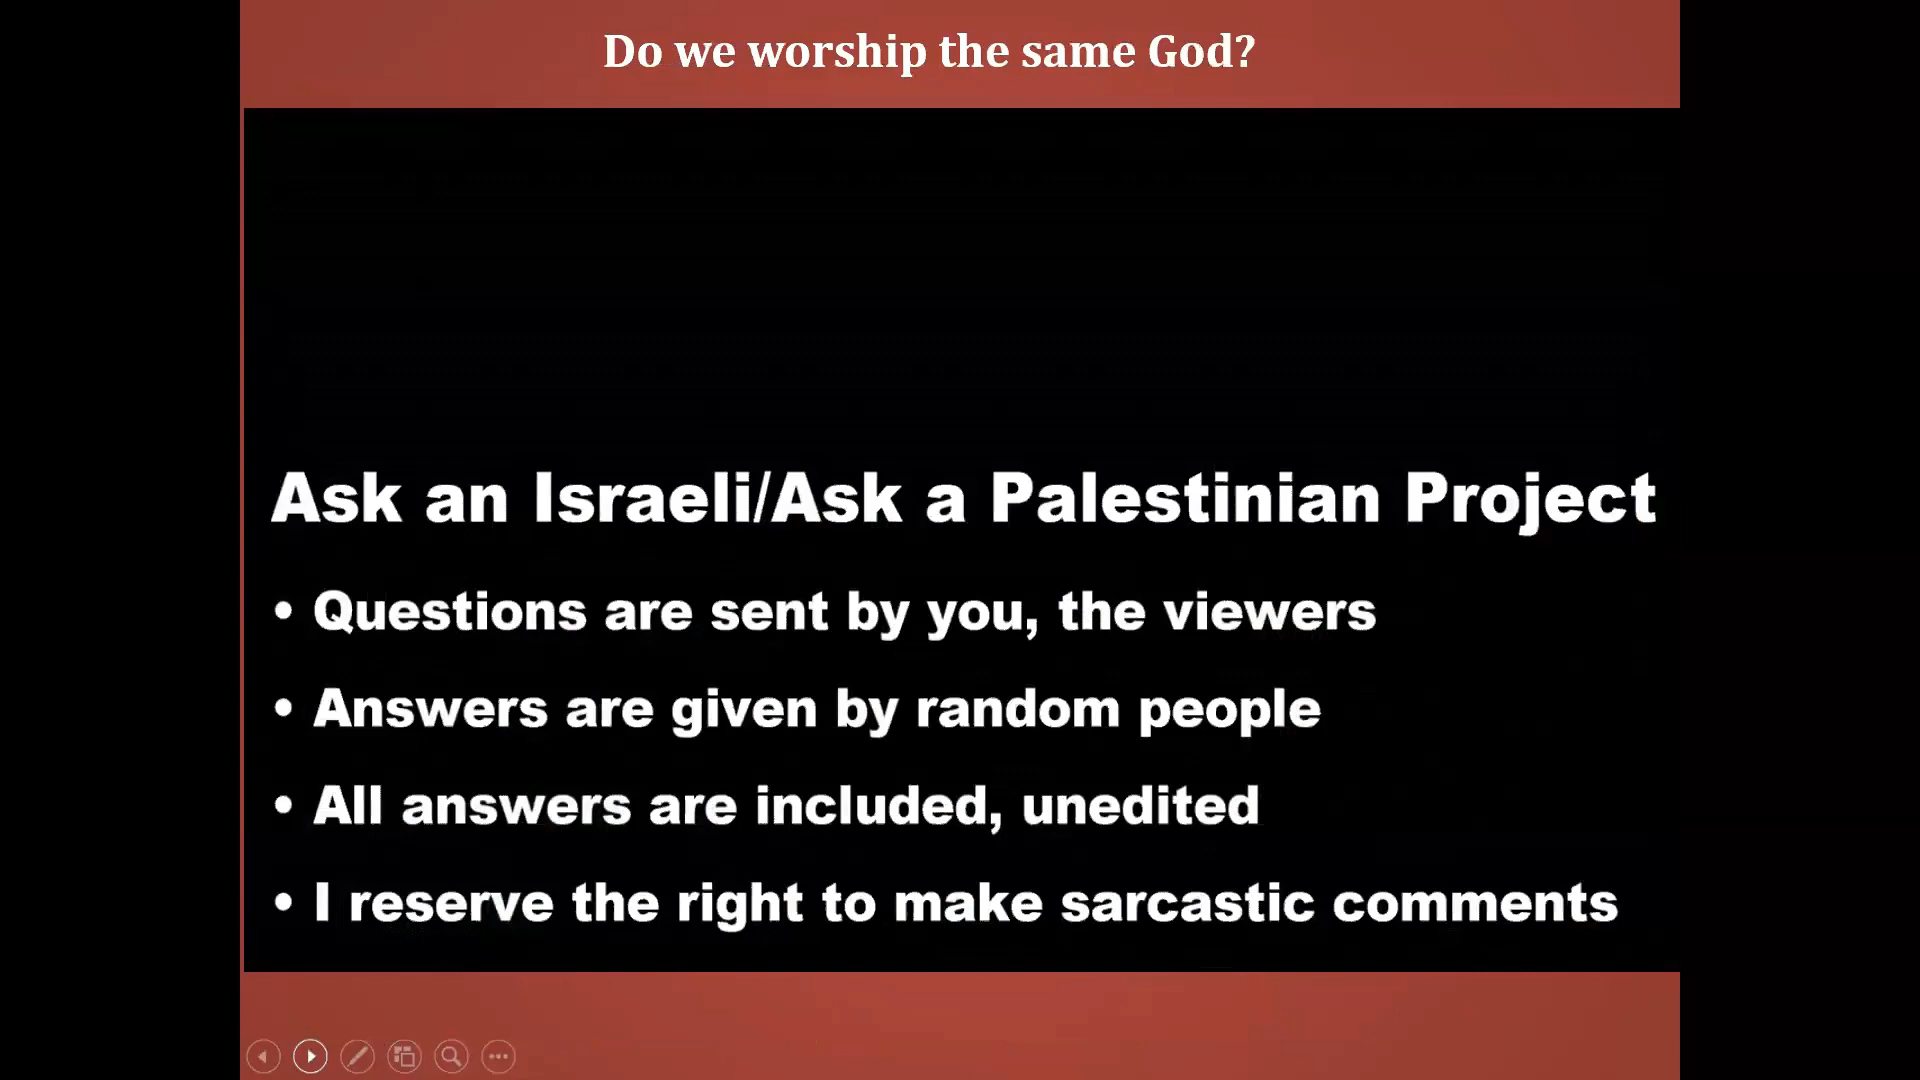 Do we worship the same God?
Ask an Israeli/Ask a Palestinian Project
• Questions are sent by you, the viewers
• Answers are given by random people
• All answers are included, unedited
• I reserve the right to make sarcastic comments